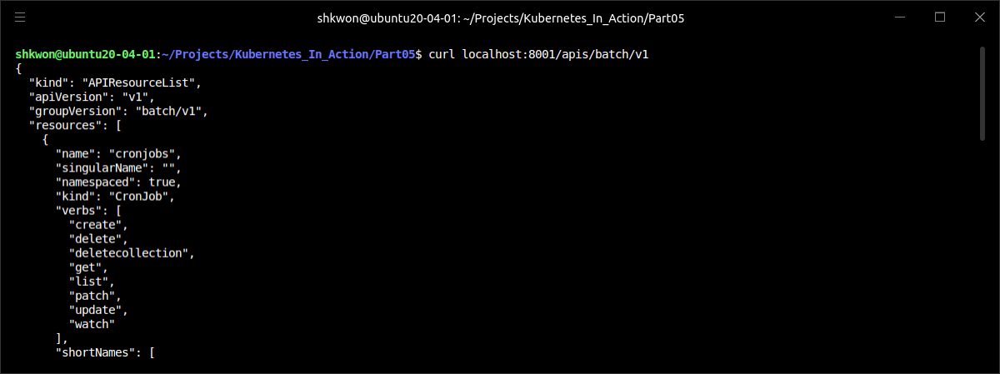 shkwon@ubuntu20-04-01: ~/Projects/Kubernetes_In_Action/Part05
shkwon@ubuntu20-04-01:~/Projects/Kubernetes_In_Action/Part05$ curl localhost:8001/apis/batch/v1
{
  "kind": "APIResourceList",
  "apiVersion": "v1",
  "groupVersion": "batch/v1",
  "resources": [
    {
      "name": "cronjobs",
      "singularName": "",
      "namespaced": true,
      "kind": "CronJob",
      "verbs": [
        "create",
        "delete",
        "deletecollection",
        "get",
        "list",
        "patch",
        "update",
        "watch"
      ],
      "shortNames": [